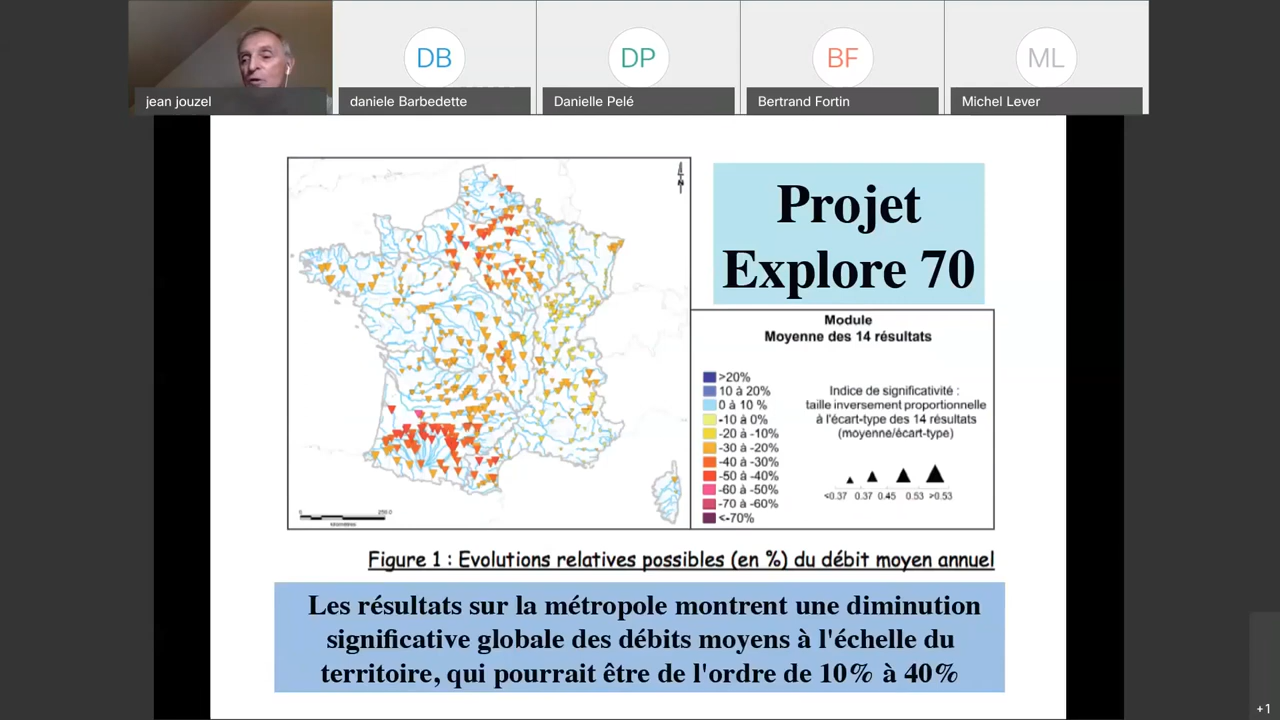 DB
DP
BF
ML
jean jouzel
daniele Barbedette
Danielle Pelé
Bertrand Fortin
Michel Lever
Projet
Explore 70
N
Module
Moyenne des 14 résultats
>20%
10 à 20%
0 à 10 %
-10 à 0%
-20 à -10%
-30 à -20%
-40 à -30%
-50 à -40%
-60 à -50%
-70 à -60%
<-70%
Indice de significativité :
taille inversement proportionnelle
à l'écart-type des 14 résultats
(moyenne/écart-type)
<0.37 0.37 0.45 0.53 >0.53
Figure 1 : Evolutions relatives possibles (en %) du débit moyen annuel
Les résultats sur la métropole montrent une diminution
significative globale des débits moyens à l'échelle du
territoire, qui pourrait être de l'ordre de 10% à 40%
+1